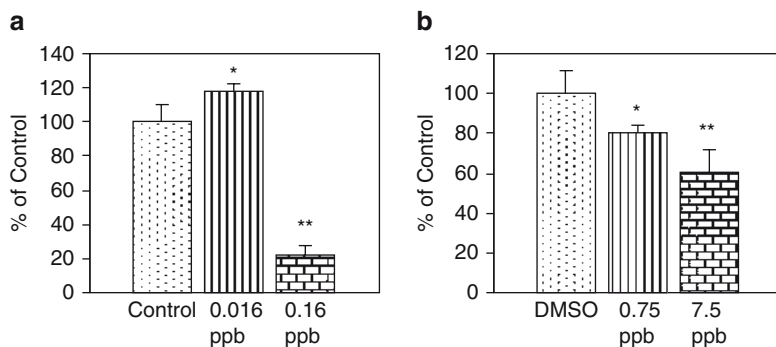 a
% of Control
140
120
100
80
60
40
20
0
*
**
Control
0.016
ppb
0.16
ppb
b
% of Control
120
100
80
60
40
20
0
*
**
DMSO
0.75
ppb
7.5
ppb